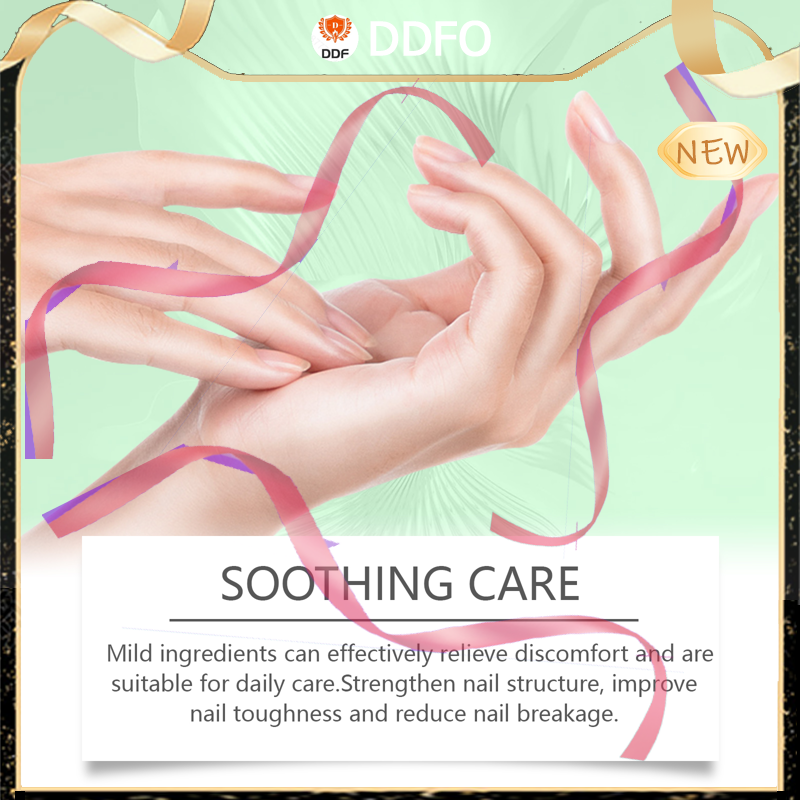 DDF
DDFO
NEW
SOOTHING CARE
Mild ingredients can effectively relieve discomfort and are
suitable for daily care.Strengthen nail structure, improve
nail toughness and reduce nail breakage.